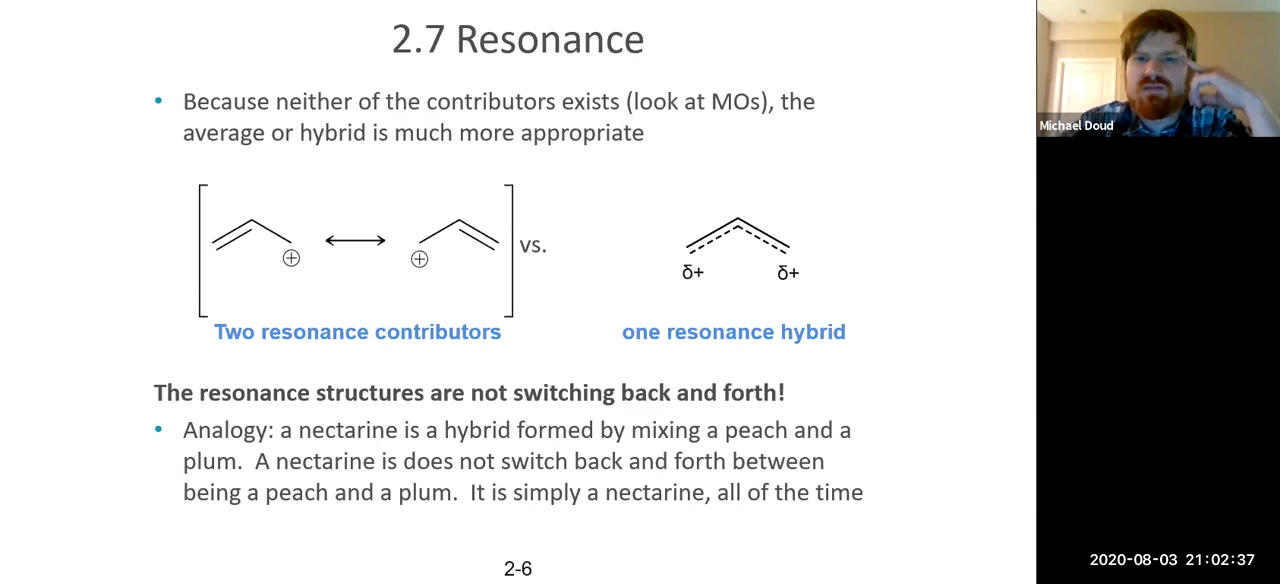 2.7 Resonance
• Because neither of the contributors exists (look at MOs), the
average or hybrid is much more appropriate
⊕
⊕
vs.
δ+ δ+
Two resonance contributors
one resonance hybrid
The resonance structures are not switching back and forth!
• Analogy: a nectarine is a hybrid formed by mixing a peach and a
plum. A nectarine is does not switch back and forth between
being a peach and a plum. It is simply a nectarine, all of the time
2-6
Michael Doud
2020-08-03 21:02:37